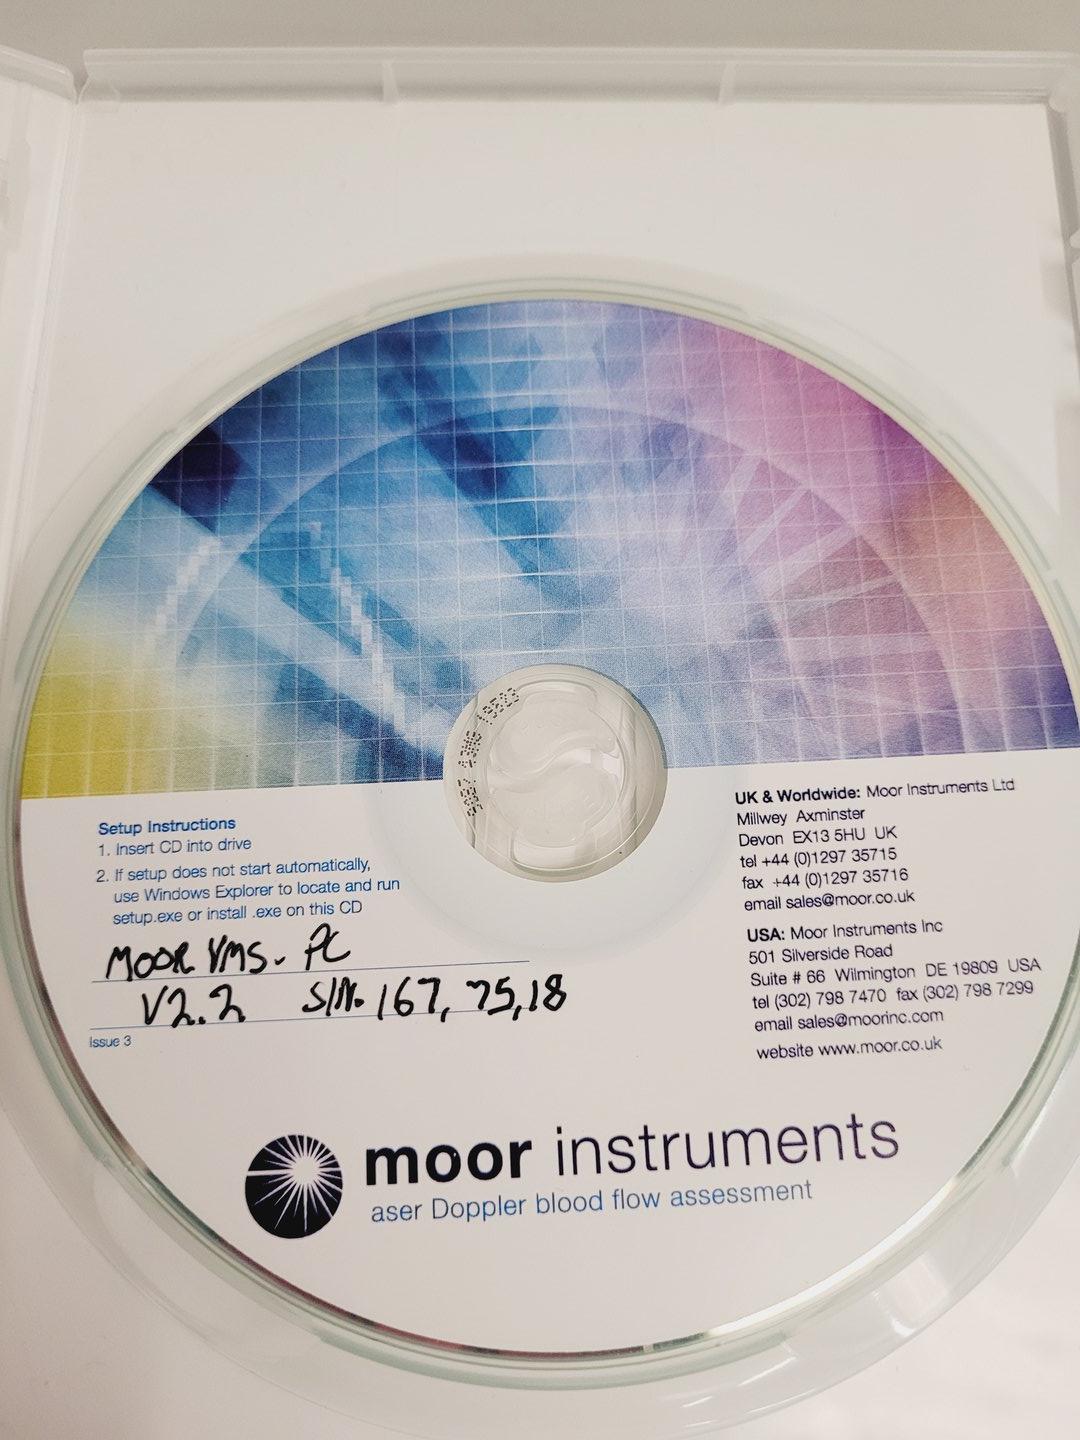 Setup Instructions
1. Insert CD into drive
2. If setup does not start automatically,
use Windows Explorer to locate and run
setup.exe or install .exe on this CD
MOOR VMS - PC
V2.2 S/N. 167, 75, 18
Issue 3
UK & Worldwide: Moor Instruments Ltd
Millwey Axminster
Devon EX13 5HU UK
tel +44 (0)1297 35715
fax +44 (0)1297 35716
email sales@moor.co.uk
USA: Moor Instruments Inc
501 Silverside Road
Suite # 66 Wilmington DE 19809 USA
tel (302) 798 7470 fax (302) 798 7299
email sales@moorinc.com
website www.moor.co.uk
moor instruments
aser Doppler blood flow assessment